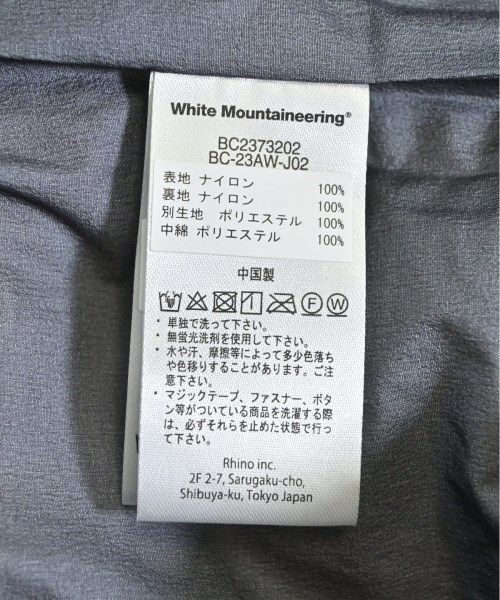 White Mountaineering®
BC2373202
BC-23AW-J02
表地 ナイロン 100%
裏地 ナイロン 100%
別生地 ポリエステル 100%
中綿 ポリエステル 100%
中国製
F W
* 単独で洗って下さい。
* 無蛍光洗剤を使用して下さい。
* 水や汗、摩擦等によって多少色落ち
や色移りすることがあります。ご注
意下さい。
* マジックテープ、ファスナー、ボタ
ン等がついている商品を洗濯する際
は、必ずそれらを止めた状態で行っ
て下さい。
Rhino inc.
2F 2-7, Sarugaku-cho,
Shibuya-ku, Tokyo Japan